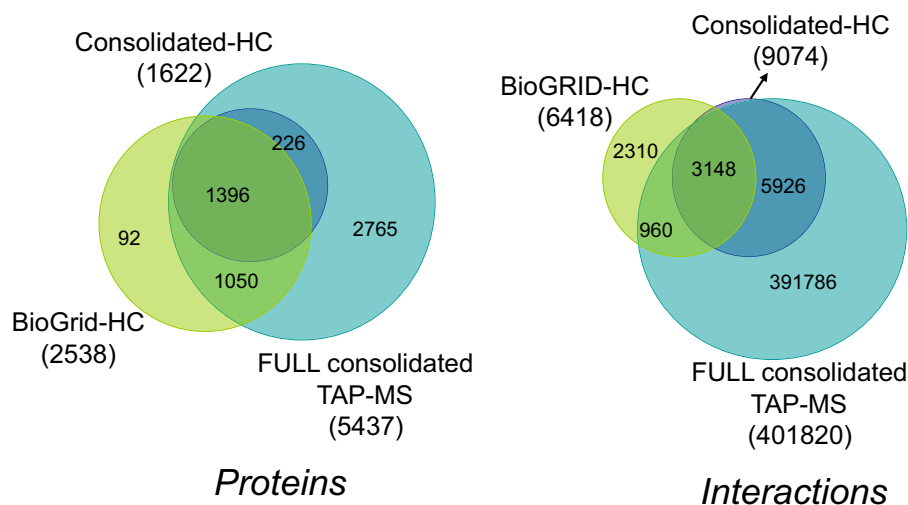 Consolidated-HC
(1622)
226
1396
92
2765
1050
BioGrid-HC
(2538)
FULL consolidated
TAP-MS
(5437)
Proteins
Consolidated-HC
(9074)
BioGRID-HC
(6418)
2310
3148
5926
960
391786
FULL consolidated
TAP-MS
(401820)
Interactions